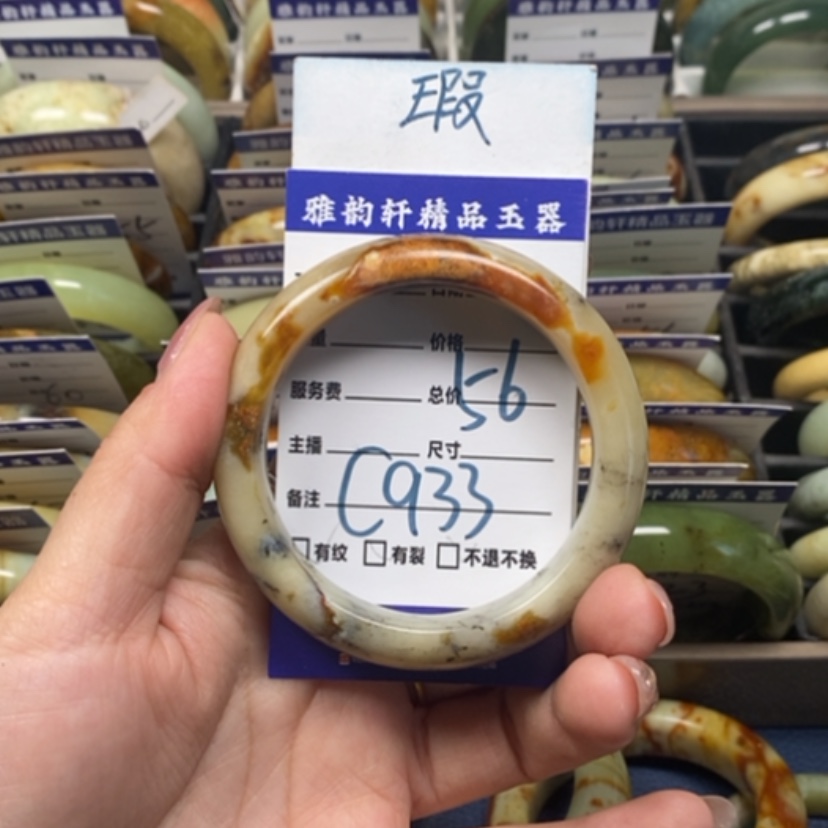 瑕
雅韵轩精品玉器
价格
服务费 总价 56
主播 尺寸
备注 C933
□有纹 □有裂 □不退不换